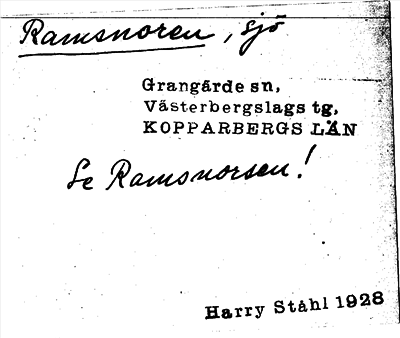 Ramsnoren, sjö
Grangärde sn,
Västerbergslags tg,
KOPPARBERGS LÄN
Se Ramsnorsen!
Harry Ståhl 1928